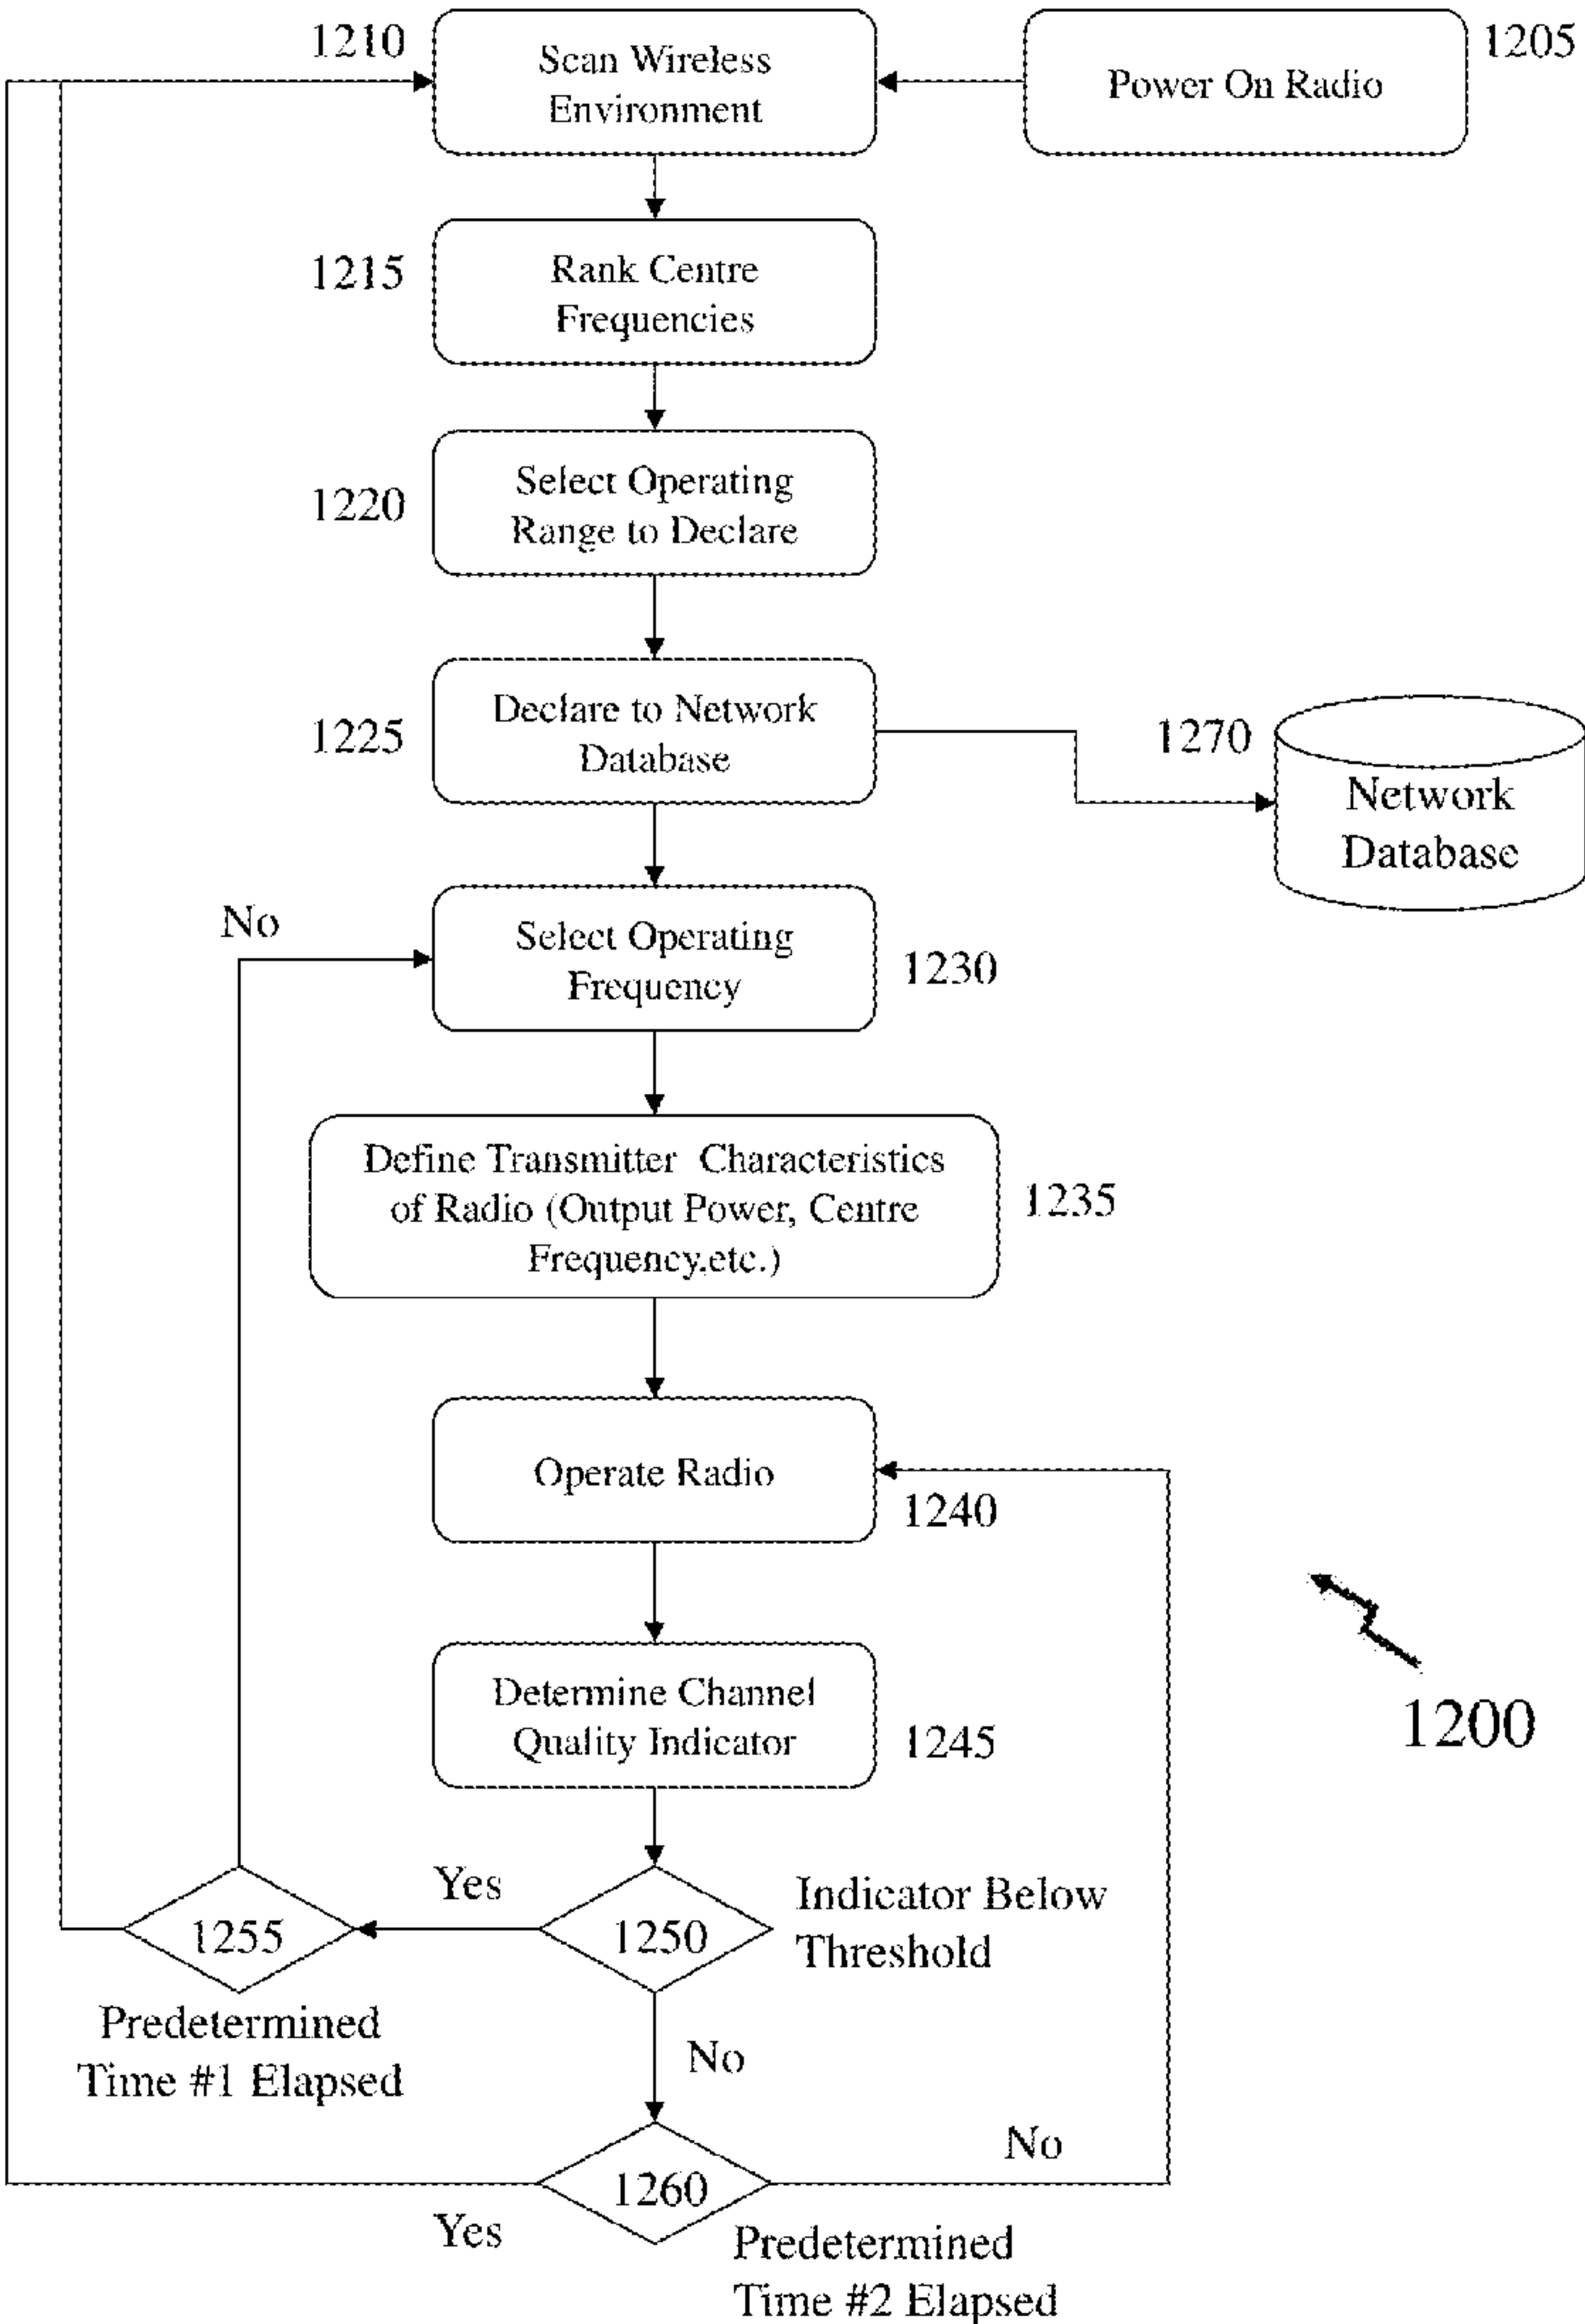 1210
Scan Wireless
Environment
Power On Radio
1205
1215
Rank Centre
Frequencies
1220
Select Operating
Range to Declare
1225
Declare to Network
Database
1270
Network
Database
No
Select Operating
Frequency
1230
Define Transmitter Characteristics
of Radio (Output Power, Centre
Frequency,etc.)
1235
Operate Radio
1240
Determine Channel
Quality Indicator
1245
1200
Yes
Indicator Below
Threshold
1255
1250
Predetermined
Time #1 Elapsed
No
No
1260
Yes
Predetermined
Time #2 Elapsed